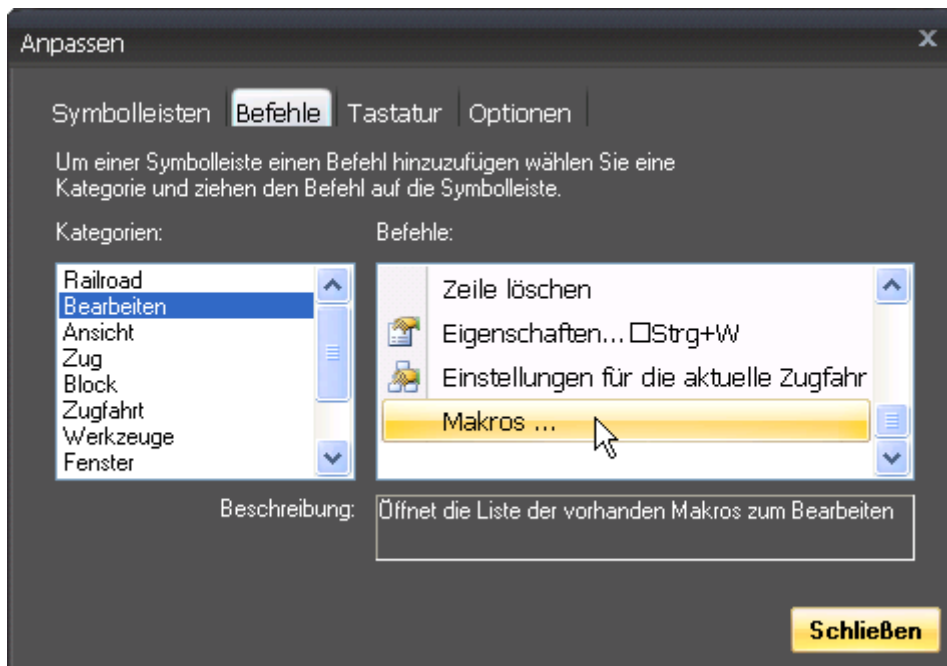 Anpassen
Symbolleisten Befehle Tastatur Optionen
Um einer Symbolleiste einen Befehl hinzuzufügen wählen Sie eine
Kategorie und ziehen den Befehl auf die Symbolleiste.
Kategorien:
Railroad
Bearbeiten
Ansicht
Zug
Block
Zugfahrt
Werkzeuge
Fenster
Befehle:
Zeile löschen
Eigenschaften... □Strg+W
Einstellungen für die aktuelle Zugfahr
Makros ...
Beschreibung:
Öffnet die Liste der vorhanden Makros zum Bearbeiten
Schließen